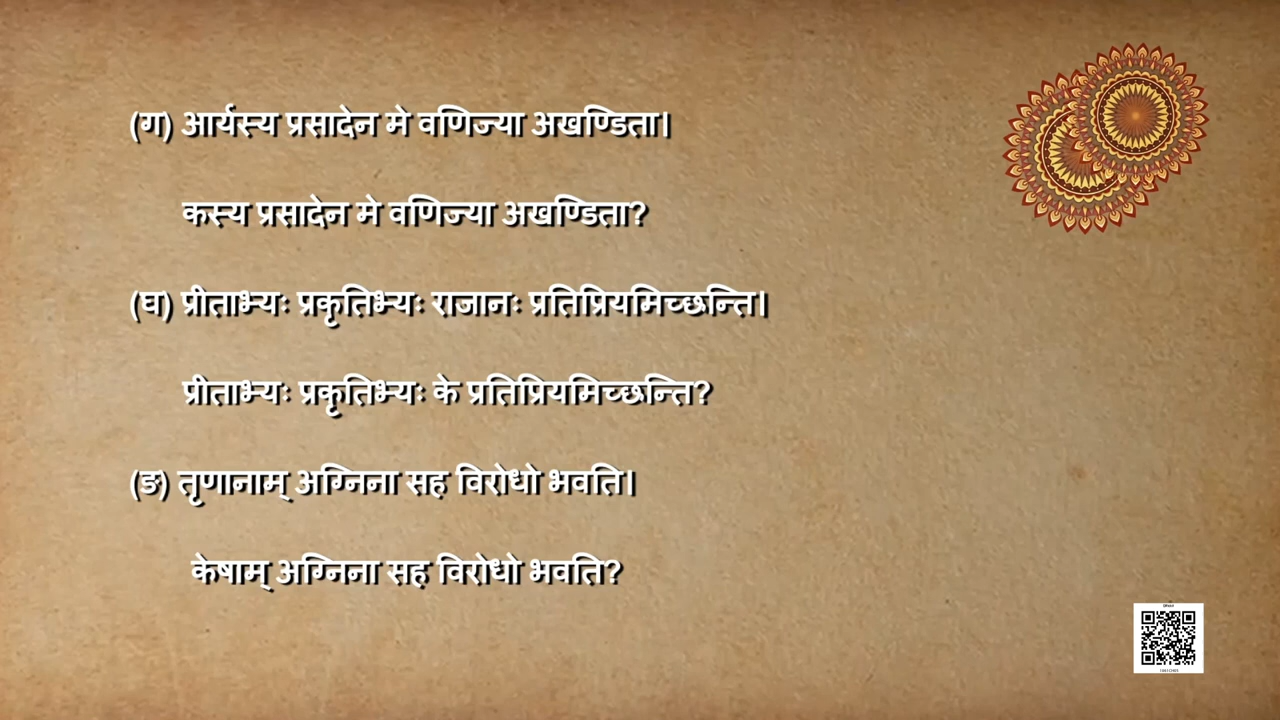 (ग) आर्यस्य प्रसादेन मे वणिज्या अखण्डिता।
कस्य प्रसादेन मे वणिज्या अखण्डिता?
(घ) प्रीताभ्यः प्रकृतिभ्यः राजानः प्रतिप्रियमिच्छन्ति।
प्रीताभ्यः प्रकृतिभ्यः के प्रतिप्रियमिच्छन्ति?
(ङ) तृणानाम् अग्निना सह विरोधो भवति।
केषाम् अग्निना सह विरोधो भवति?